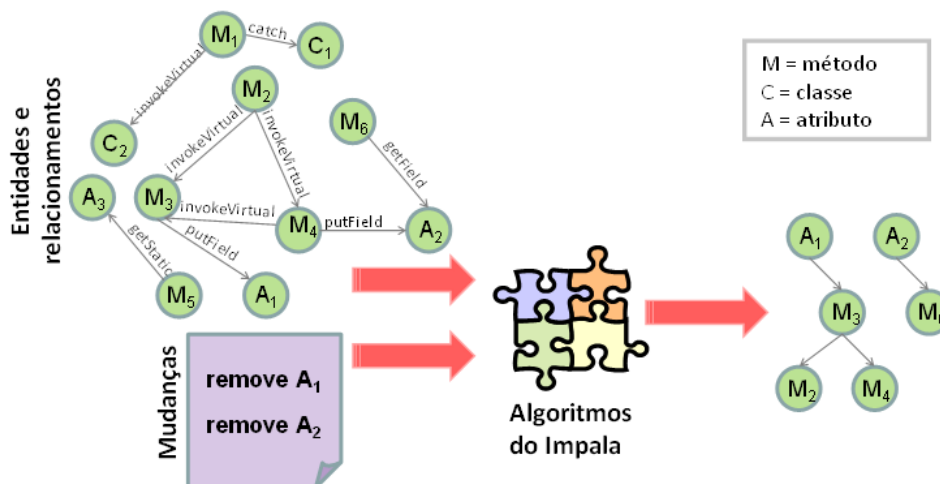 Entidades e
relacionamentos
M1
catch
C1
invokeVirtual
C2
M2
invokeVirtual
invokeVirtual
M6
getField
A3
M3
invokeVirtual
M4
putField
A2
getStatic
putField
M5
A1
Mudanças
remove A1
remove A2
Algoritmos
do Impala
M = método
C = classe
A = atributo
A1
A2
M3
M2
M4